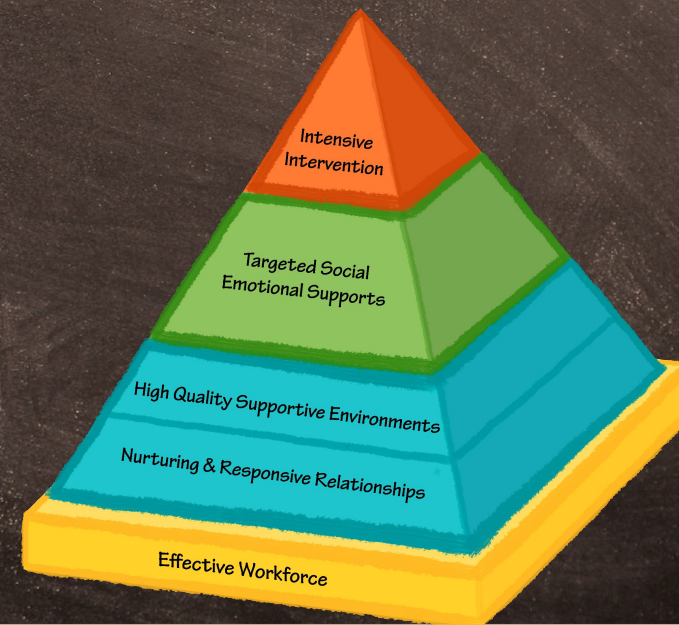 Intensive
Intervention
Targeted Social
Emotional Supports
High Quality Supportive Environments
Nurturing & Responsive Relationships
Effective Workforce